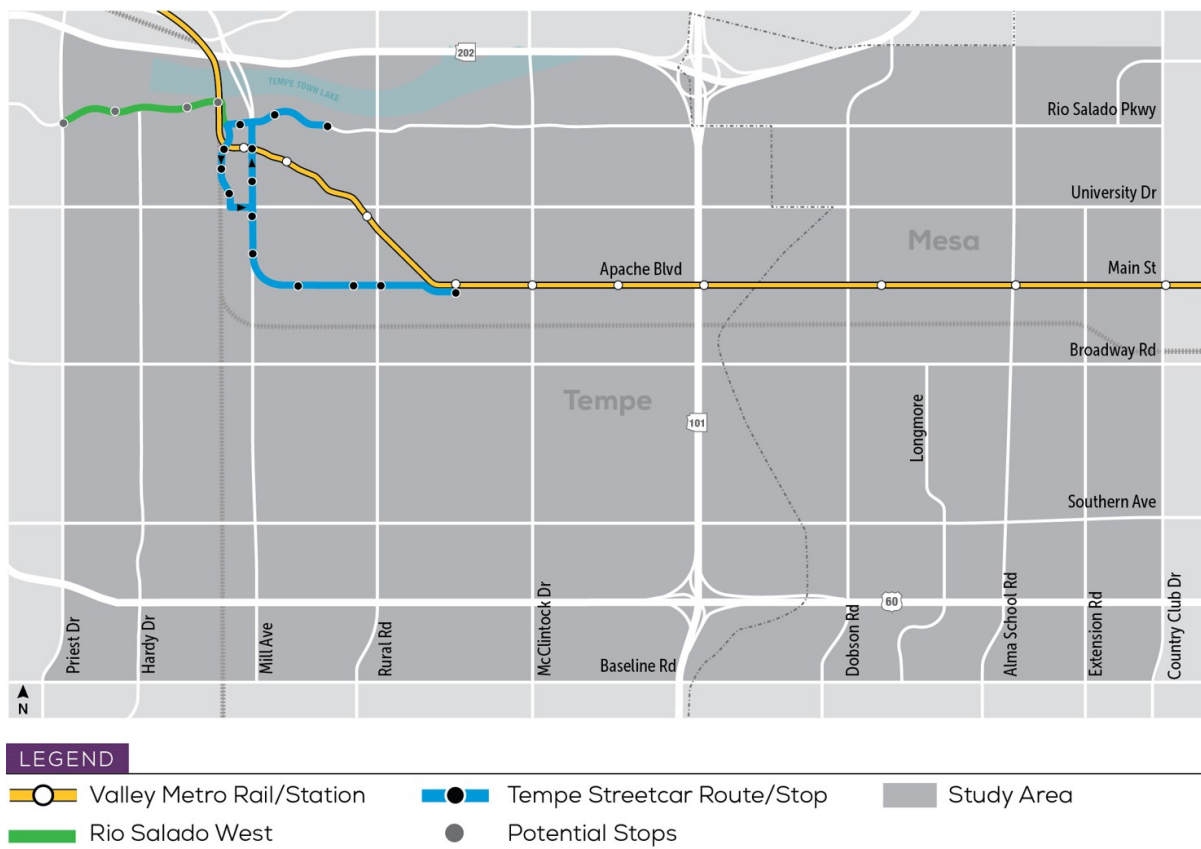 202
TEMPE TOWN LAKE
Rio Salado Pkwy
University Dr
Mesa
Apache Blvd
Main St
Broadway Rd
Tempe
101
Longmore
Southern Ave
60
Priest Dr
Hardy Dr
Mill Ave
Rural Rd
McClintock Dr
Baseline Rd
Dobson Rd
Alma School Rd
Extension Rd
Country Club Dr
N
LEGEND
Valley Metro Rail/Station
Tempe Streetcar Route/Stop
Study Area
Rio Salado West
Potential Stops